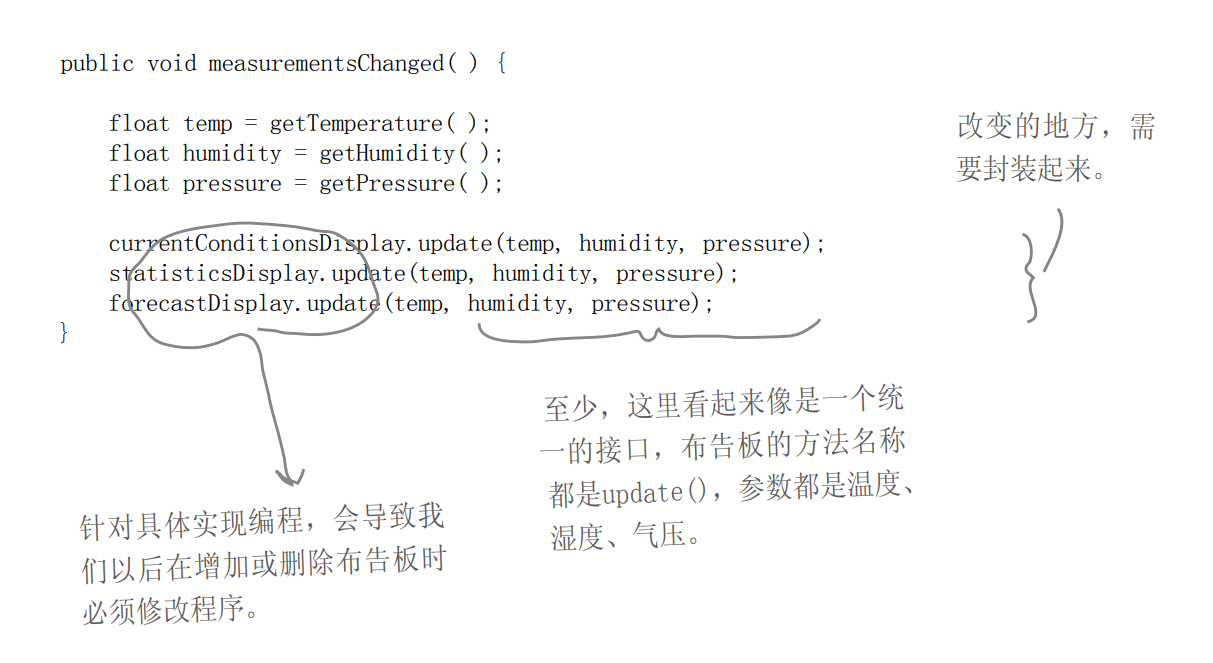 public void measurementsChanged( ) {
float temp = getTemperature( );
float humidity = getHumidity( );
float pressure = getPressure( );
改变的地方，需
要封装起来。
currentConditionsDisplay.update(temp, humidity, pressure);
statisticsDisplay.update(temp, humidity, pressure);
forecastDisplay.update(temp, humidity, pressure);
}
至少，这里看起来像是一个统
一的接口，布告板的方法名称
都是update()，参数都是温度、
湿度、气压。
针对具体实现编程，会导致我
们以后在增加或删除布告板时
必须修改程序。